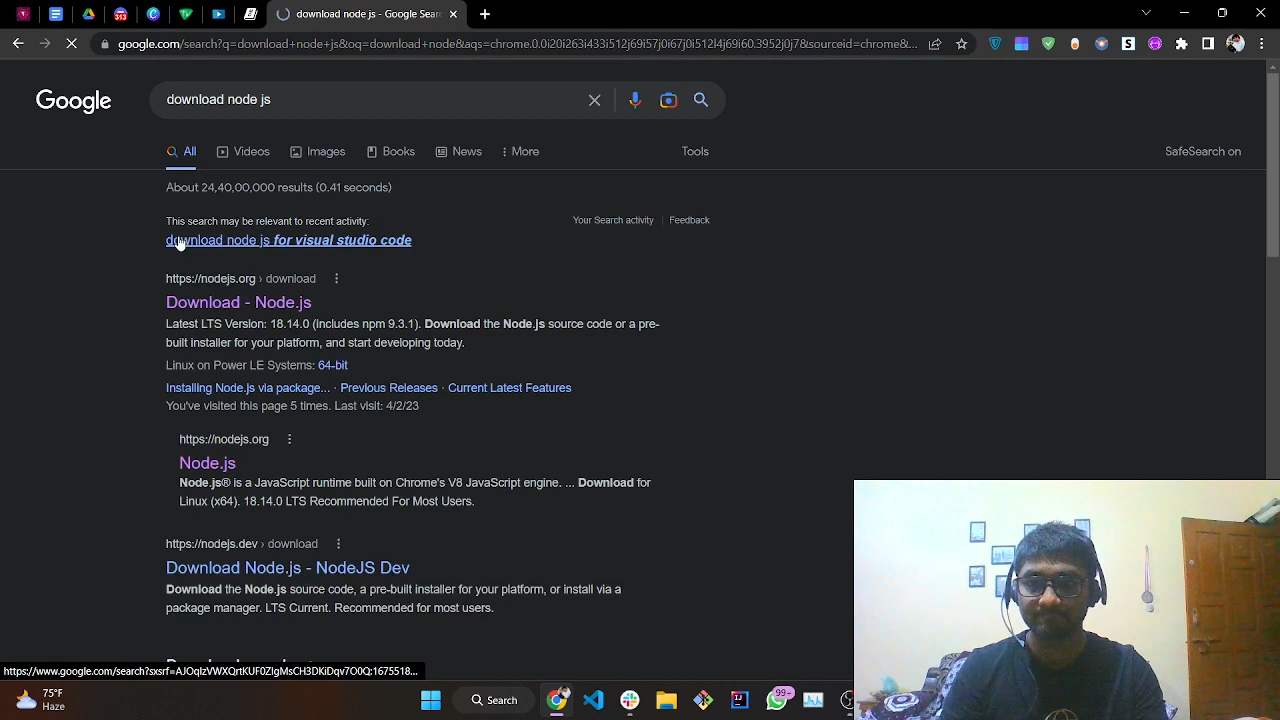 313
download node js - Google Sear
google.com/search?q=download+node+js&oq=download+node&aqs=chrome.0.0i20i263i433i512j69i57j0i67j0i512l4j69i60.3952j0j78&sourceid=chrome&...
S
Google
download node js
All
Videos
Images
Books
News
More
Tools
SafeSearch on
About 24,40,00,000 results (0.41 seconds)
This search may be relevant to recent activity:
Your Search activity
Feedback
download node js for visual studio code
https://nodejs.org › download
Download - Node.js
Latest LTS Version: 18.14.0 (includes npm 9.3.1). Download the Node.js source code or a pre-
built installer for your platform, and start developing today.
Linux on Power LE Systems: 64-bit
Installing Node.js via package... · Previous Releases · Current Latest Features
You've visited this page 5 times. Last visit: 4/2/23
https://nodejs.org
Node.js
Node.js® is a JavaScript runtime built on Chrome's V8 JavaScript engine. ... Download for
Linux (x64). 18.14.0 LTS Recommended For Most Users.
https://nodejs.dev › download
Download Node.js - NodeJS Dev
Download the Node.js source code, a pre-built installer for your platform, or install via a
package manager. LTS Current. Recommended for most users.
75°F
Haze
Search
99+